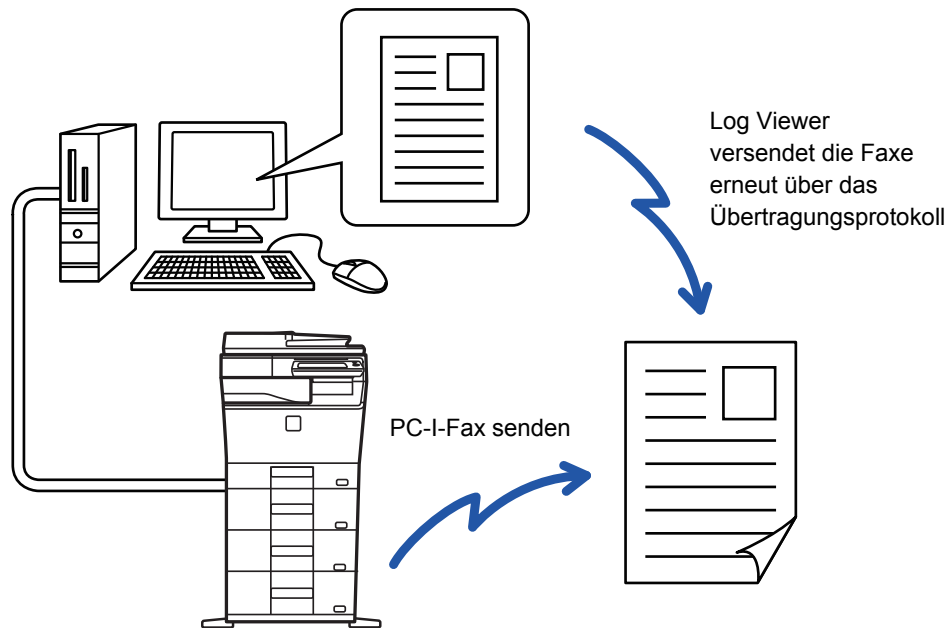 Log Viewer
versendet die Faxe
erneut über das
Übertragungsprotokoll
PC-I-Fax senden